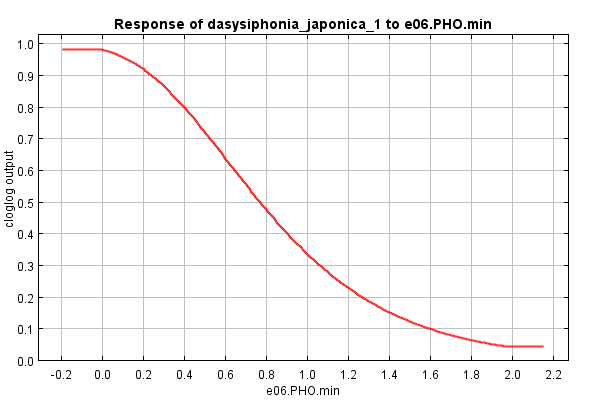 Response of dasysiphonia_japonica_1 to e06.PHO.min
cloglog output
1.0
0.9
0.8
0.7
0.6
0.5
0.4
0.3
0.2
0.1
0.0
-0.2 0.0 0.2 0.4 0.6 0.8 1.0 1.2 1.4 1.6 1.8 2.0 2.2
e06.PHO.min